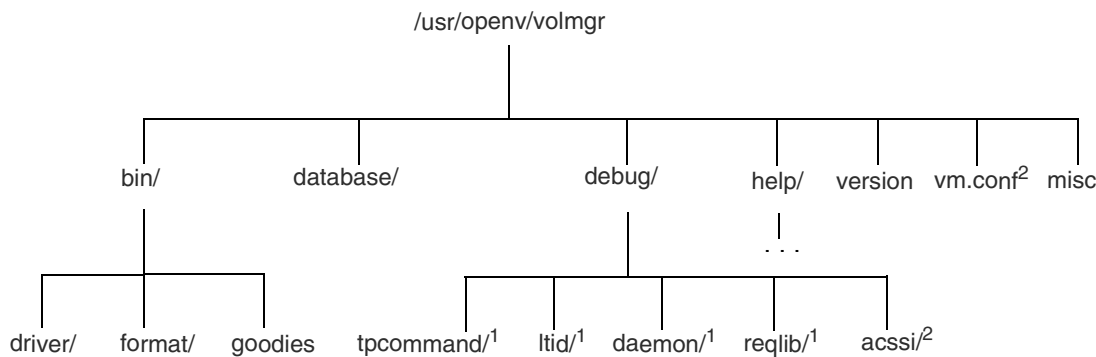 /usr/openv/volmgr
bin/ database/ debug/ help/ version vm.conf² misc
. . .
driver/ format/ goodies tpcommand/¹ ltid/¹ daemon/¹ reqlib/¹ acssi/²